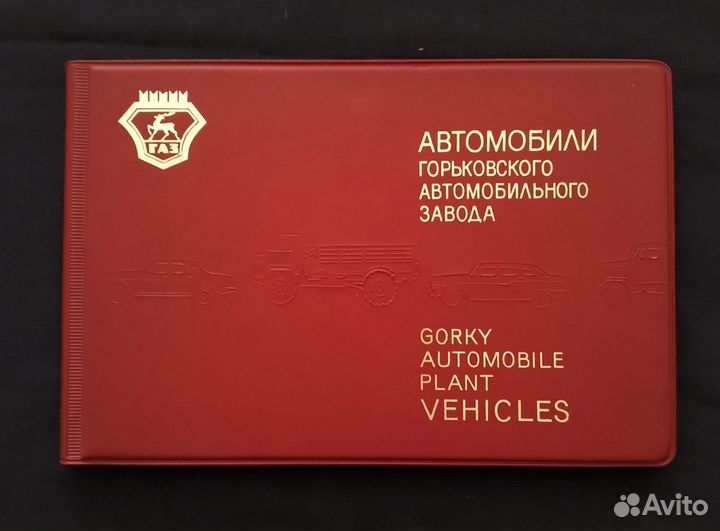 ГАЗ
АВТОМОБИЛИ
ГОРЬКОВСКОГО
АВТОМОБИЛЬНОГО
ЗАВОДА
GORKY
AUTOMOBILE
PLANT
VEHICLES
Avito